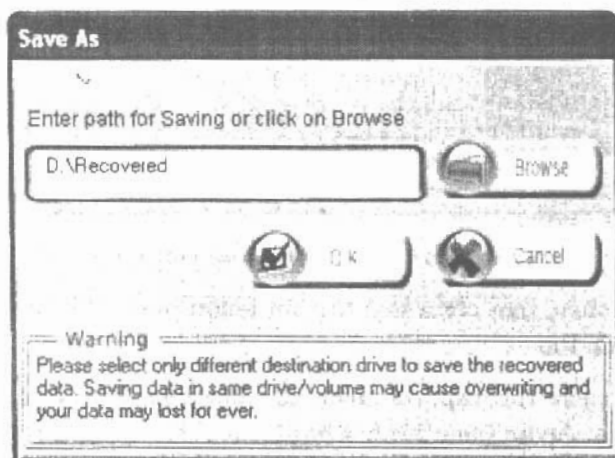 Save As
Enter path for Saving or click on Browse
D:\Recovered
Browse
OK
Cancel
Warning
Please select only different destination drive to save the recovered
data. Saving data in same drive/volume may cause overwriting and
your data may lost for ever.